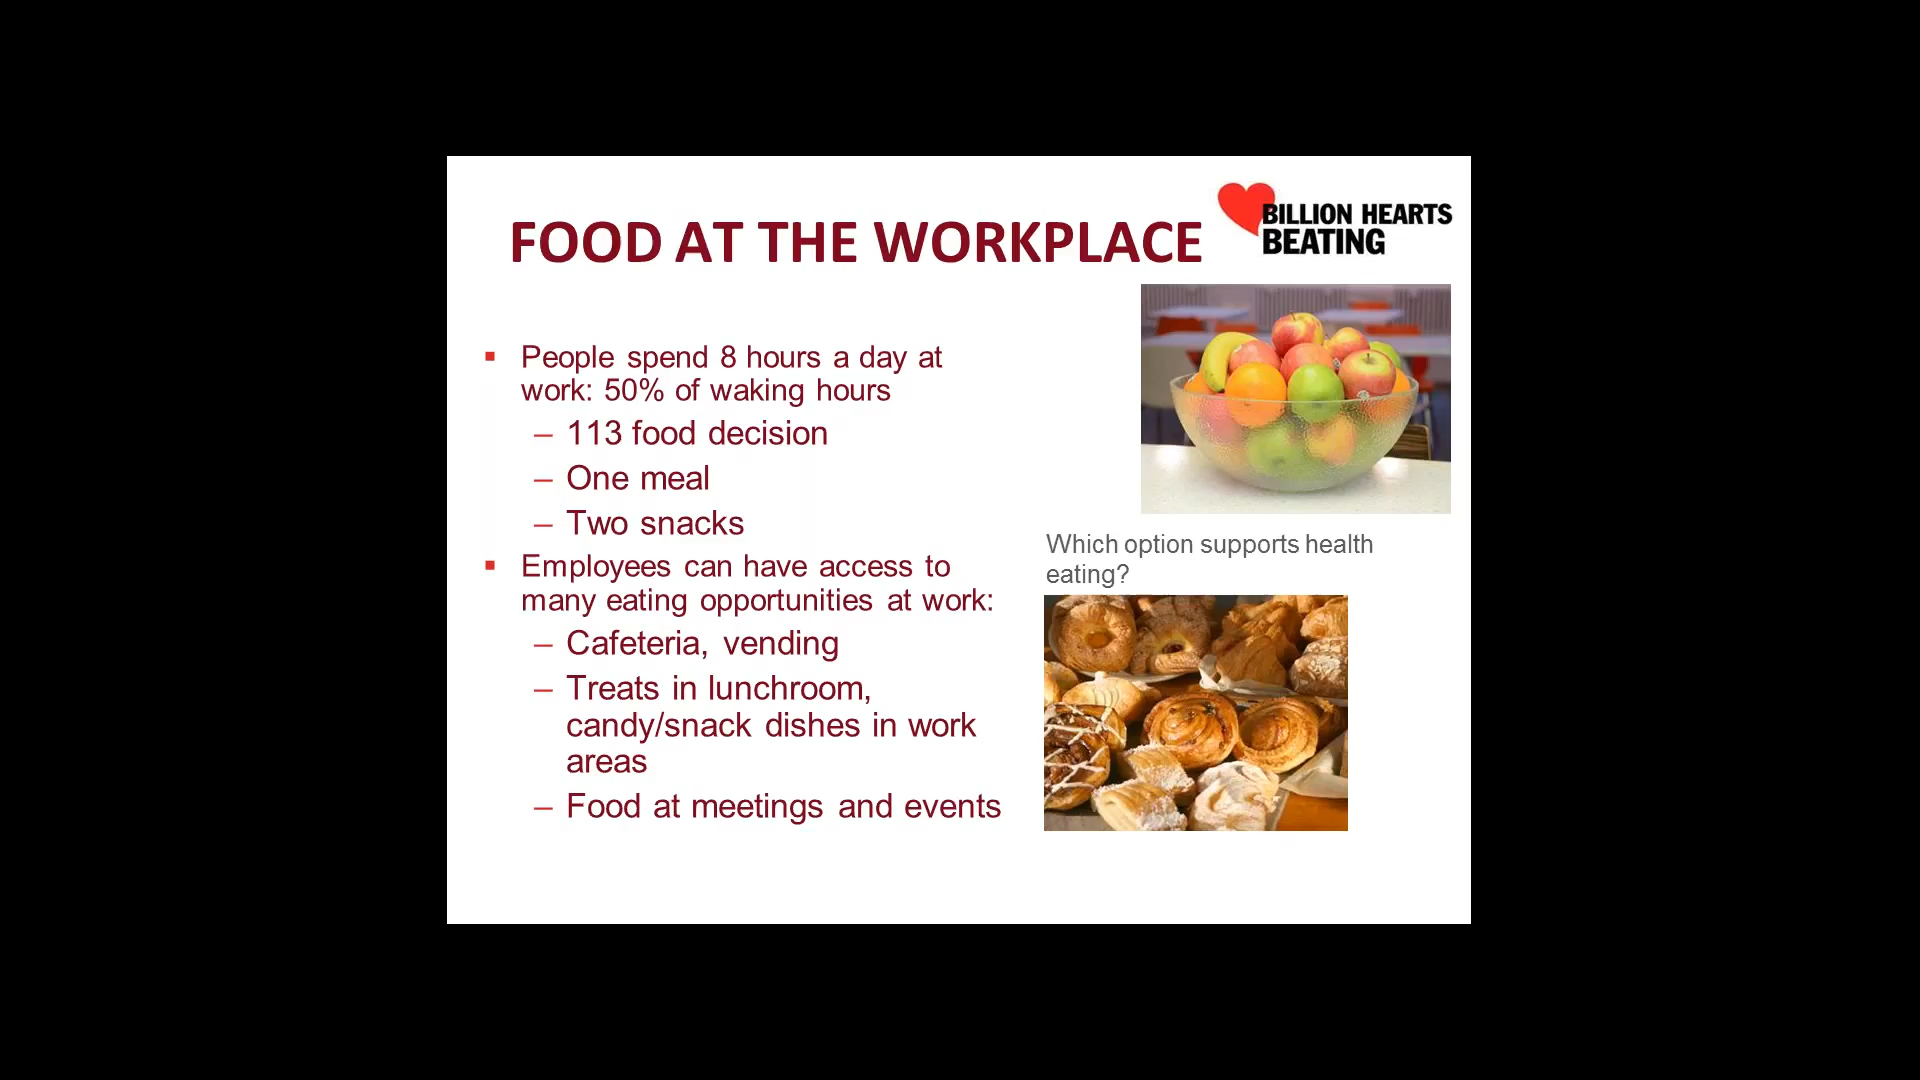 FOOD AT THE WORKPLACE
BILLION HEARTS
BEATING
▪ People spend 8 hours a day at
work: 50% of waking hours
– 113 food decision
– One meal
– Two snacks
▪ Employees can have access to
many eating opportunities at work:
– Cafeteria, vending
– Treats in lunchroom,
candy/snack dishes in work
areas
– Food at meetings and events
Which option supports health
eating?